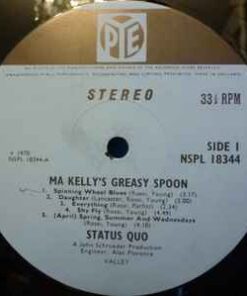 PYE
STEREO
33⅓ RPM
℗ 1970
NSPL 18344.A
SIDE 1
NSPL 18344
MA KELLY'S GREASY SPOON
1. Spinning Wheel Blues (Rossi, Young) (3.17)
2. Daughter (Lancaster, Rossi, Young) (3.00)
3. Everything (Rossi, Parfitt) (2.34)
4. Shy Fly (Rossi, Young) (4.49)
5. (April) Spring, Summer And Wednesdays
(Rossi, Young) (4.10)
STATUS QUO
A John Schroeder Production
Engineer: Alan Florence
VALLEY